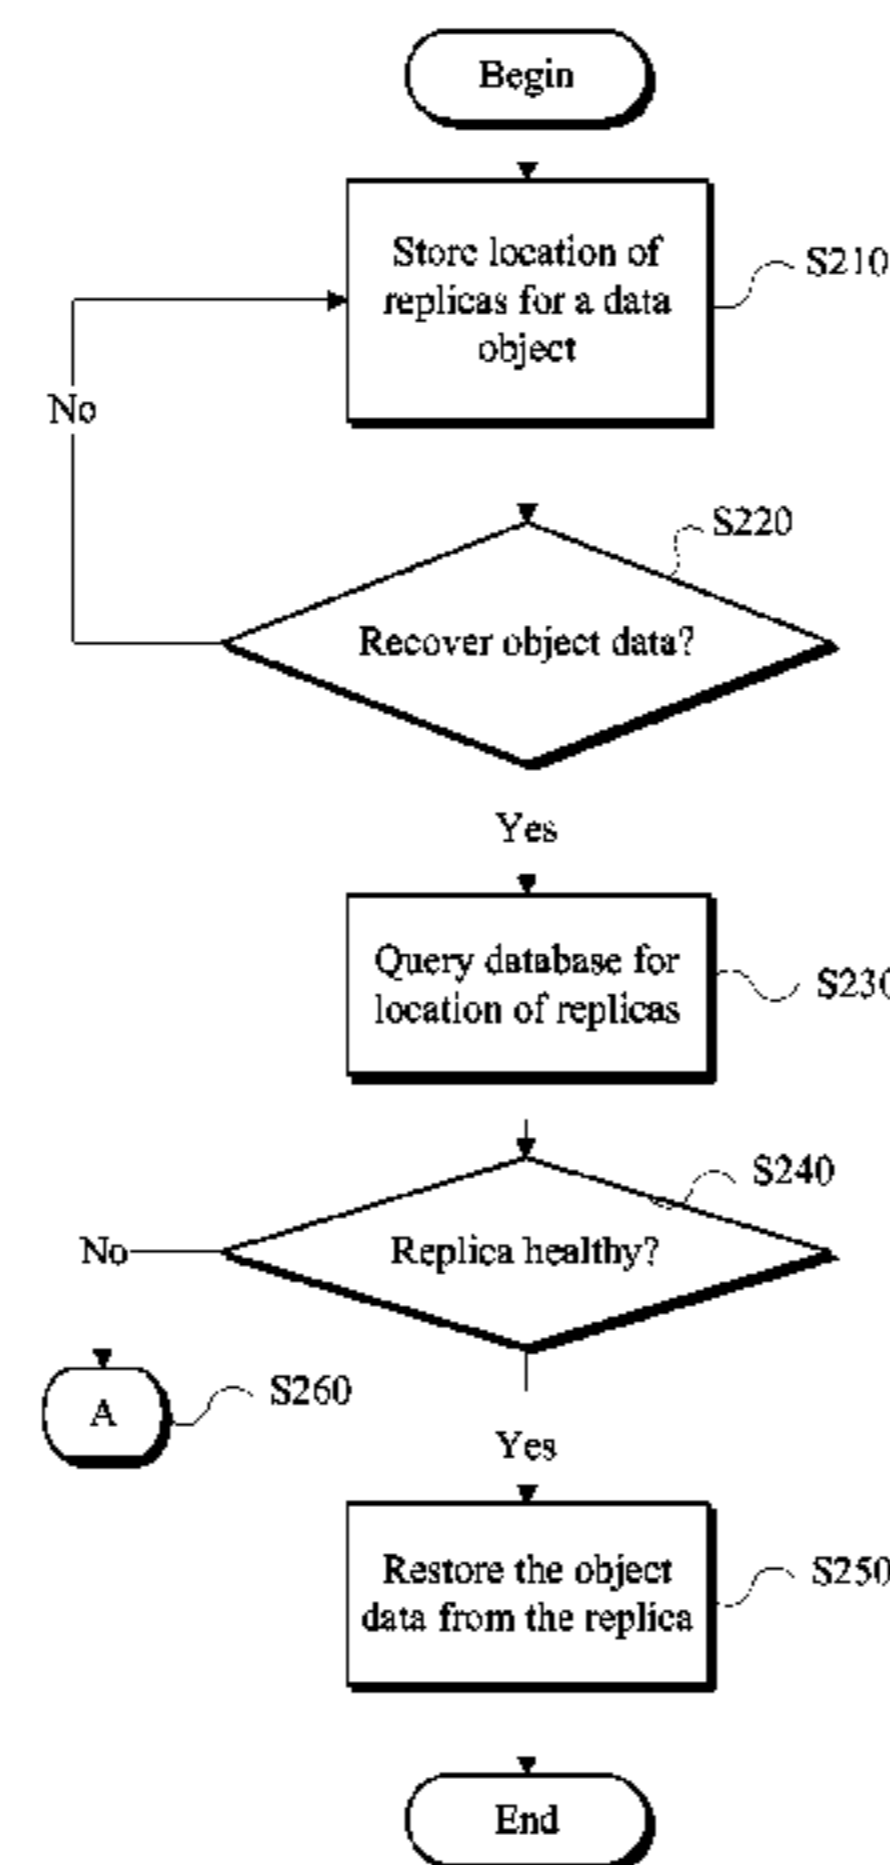 Begin
Store location of
replicas for a data
object
S210
No
S220
Recover object data?
Yes
Query database for
location of replicas
S230
S240
No
Replica healthy?
A
S260
Yes
Restore the object
data from the replica
S250
End